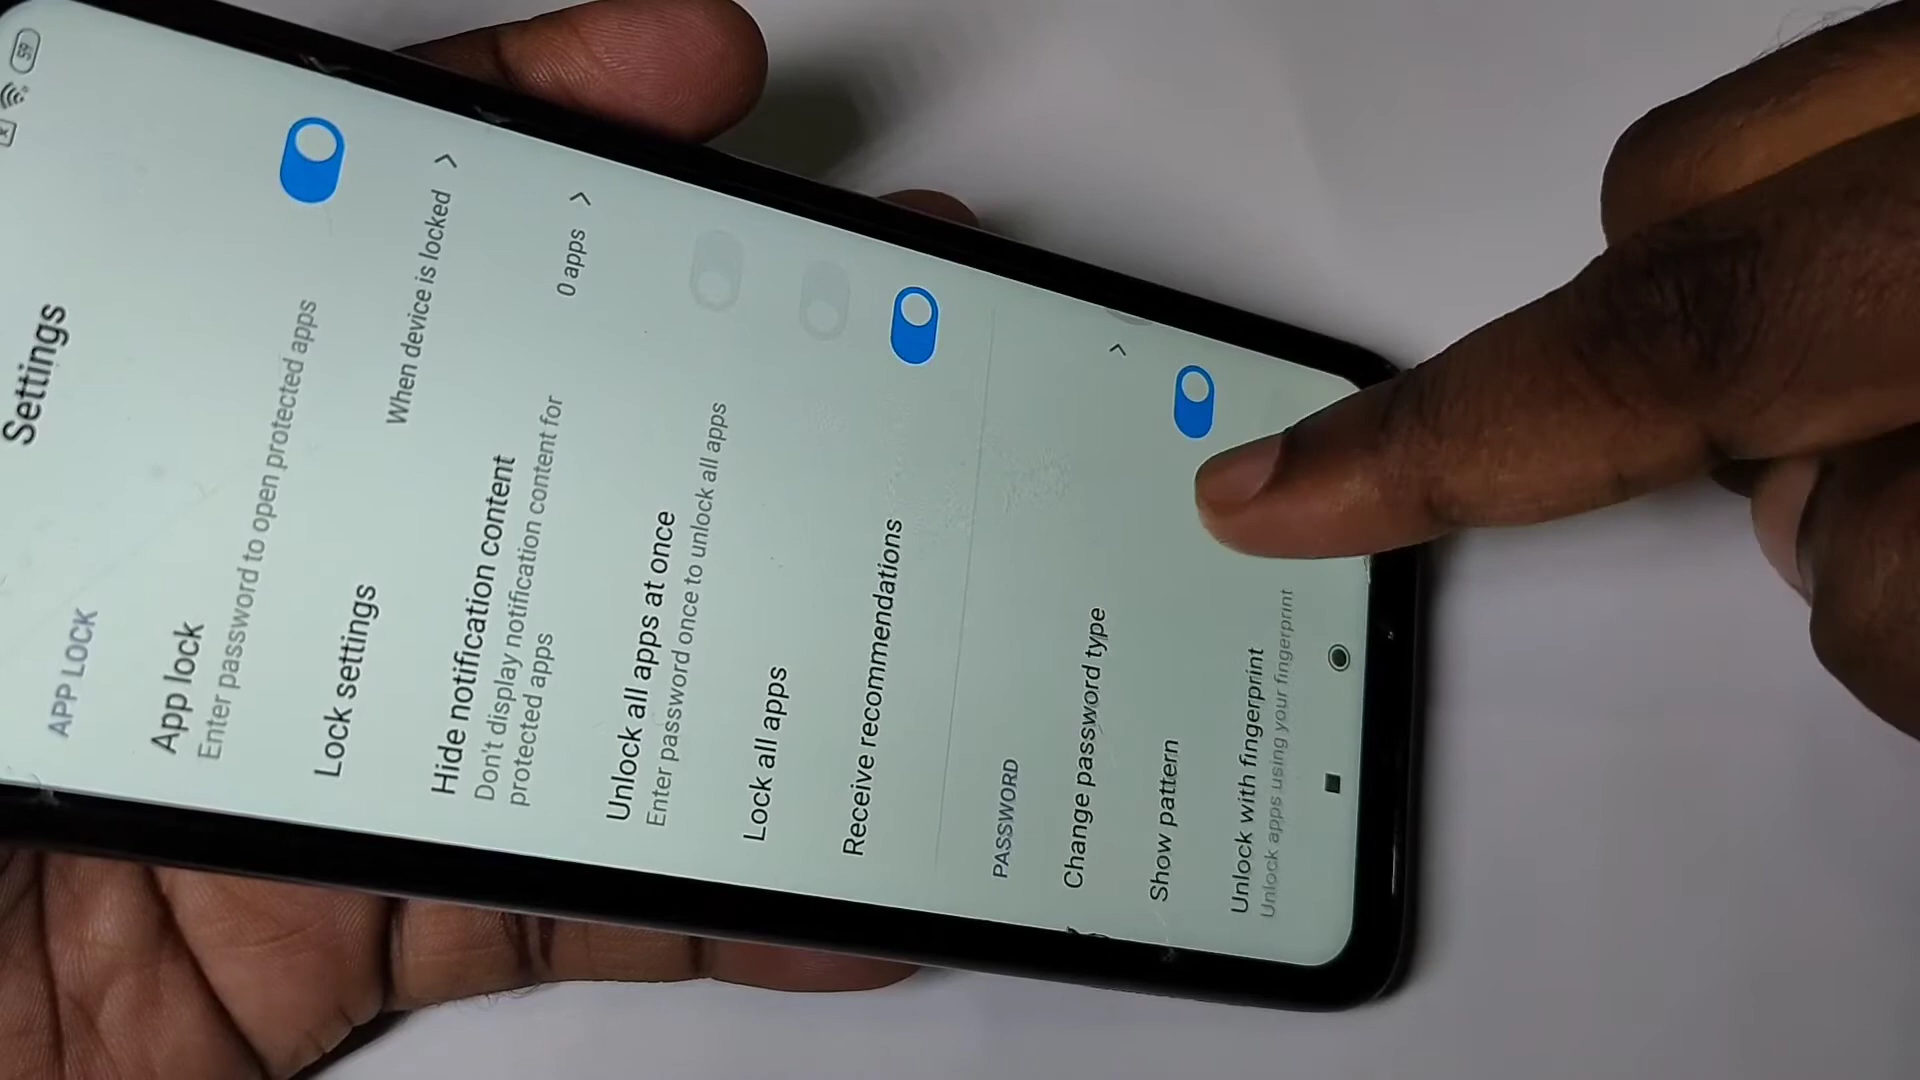 59
Settings
APP LOCK
App lock
Enter password to open protected apps
Lock settings
When device is locked
Hide notification content
Don't display notification content for
protected apps
0 apps
Unlock all apps at once
Enter password once to unlock all apps
Lock all apps
Receive recommendations
PASSWORD
Change password type
Show pattern
Unlock with fingerprint
Unlock apps using your fingerprint